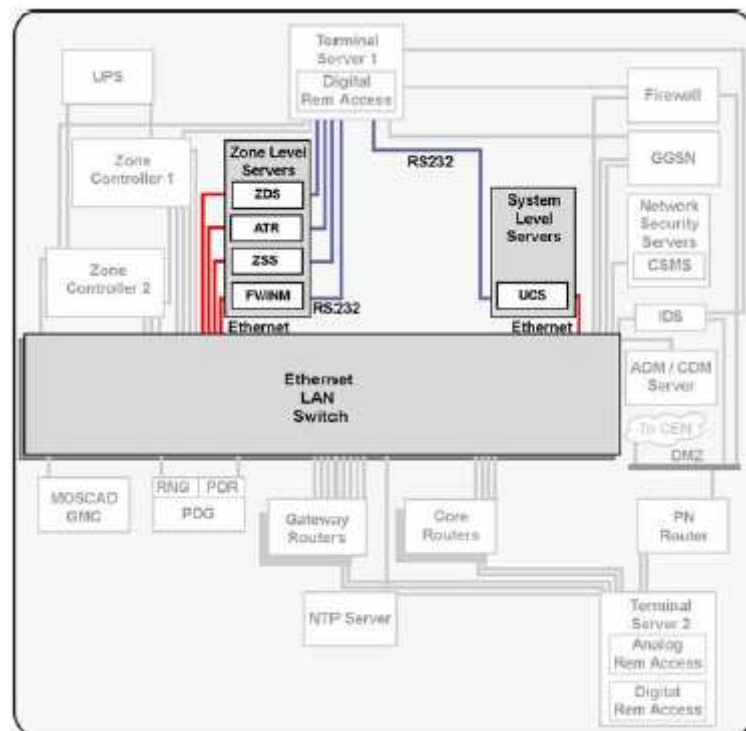 Terminal
Server 1
Digital
Rem Access
UPS
Firewall
Zone
Controller 1
Zone Level
Servers
ZDS
ATR
ZSS
FWINM
RS232
RS232
Ethernet
GGSN
System
Level
Servers
UCS
Ethernet
Network
Security
Servers
CSMS
Zone
Controller 2
IDS
Ethernet
LAN
Switch
ADM / CDM
Server
To CEN
DMZ
MOSCAD
GMC
RNG
PDR
PDG
Gateway
Routers
Core
Routers
PN
Router
NTP Server
Terminal
Server 2
Analog
Rem Access
Digital
Rem Access